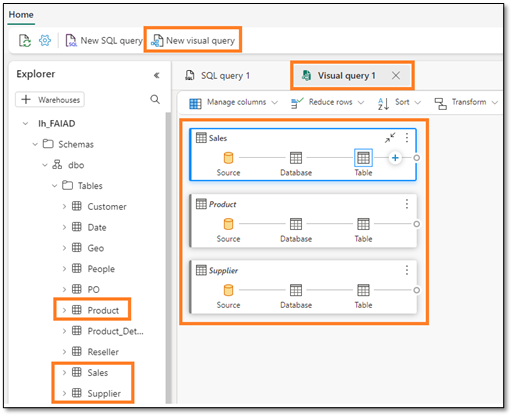 Home
New SQL query
New visual query
Explorer
«
+ Warehouses
lh_FAIAD
Schemas
dbo
Tables
Customer
Date
Geo
People
PO
Product
Product_Det...
Reseller
Sales
Supplier
SQL query 1
Visual query 1
Manage columns
Reduce rows
Sort
Transform
Sales
Source
Database
Table
Product
Source
Database
Table
Supplier
Source
Database
Table